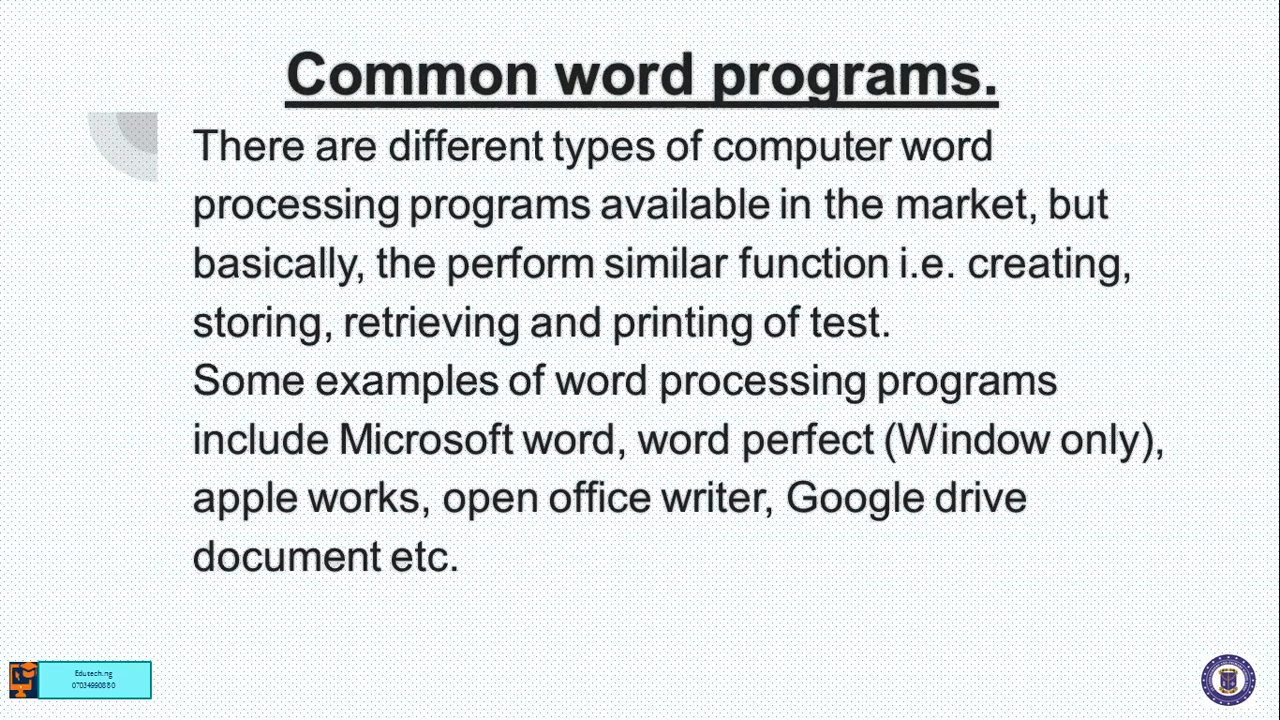 Common word programs.
There are different types of computer word
processing programs available in the market, but
basically, the perform similar function i.e. creating,
storing, retrieving and printing of test.
Some examples of word processing programs
include Microsoft word, word perfect (Window only),
apple works, open office writer, Google drive
document etc.
Edutech.ng